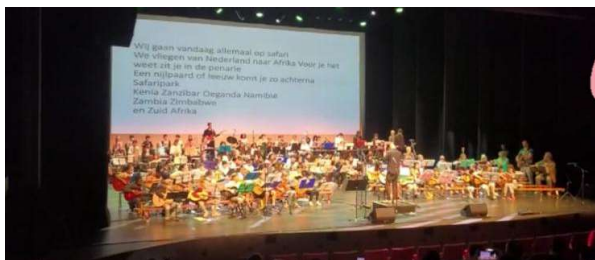 Wij gaan vandaag allemaal op safari
We vliegen van Nederland naar Afrika Voor je het
weet zit je in de penarie
Een nijlpaard of leeuw komt je zo achterna
Safaripark
Kenia Zanzibar Oeganda Namibië
Zambia Zimbabwe
en Zuid Afrika